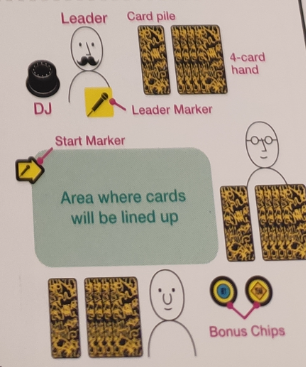 Leader
Card pile
4-card
hand
DJ
Leader Marker
Start Marker
Area where cards
will be lined up
Bonus Chips